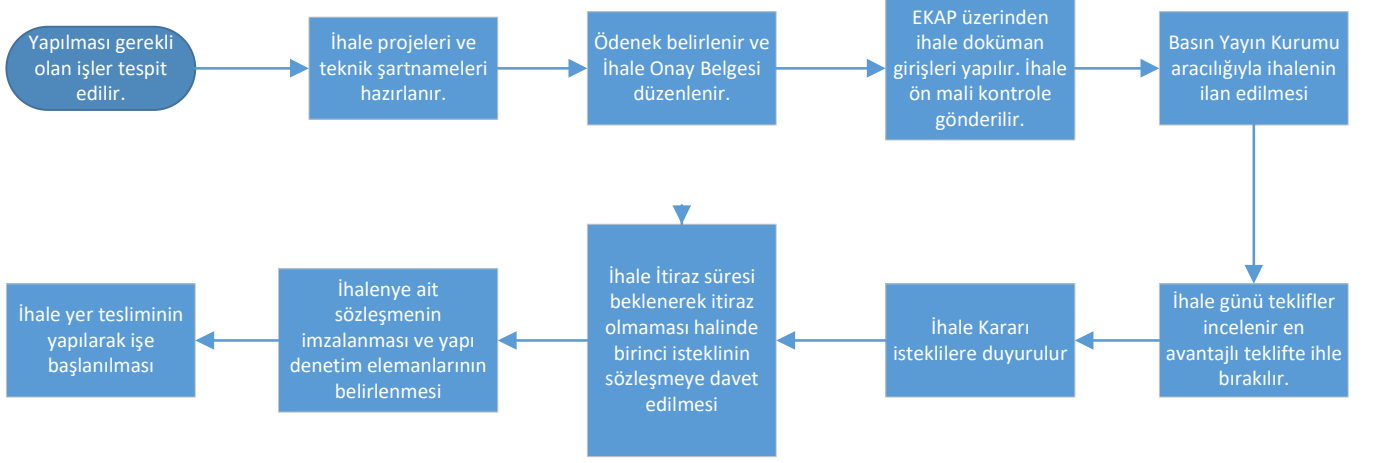 Yapılması gerekli
olan işler tespit
edilir.
İhale projeleri ve
teknik şartnameleri
hazırlanır.
Ödenek belirlenir ve
İhale Onay Belgesi
düzenlenir.
EKAP üzerinden
ihale doküman
girişleri yapılır. İhale
ön mali kontrole
gönderilir.
Basın Yayın Kurumu
aracılığıyla ihalenin
ilan edilmesi
İhale günü teklifler
incelenir en
avantajlı teklifte ihle
bırakılır.
İhale Kararı
isteklilere duyurulur
İhale İtiraz süresi
beklenerek itiraz
olmaması halinde
birinci isteklinin
sözleşmeye davet
edilmesi
İhalenye ait
sözleşmenin
imzalanması ve yapı
denetim elemanlarının
belirlenmesi
İhale yer tesliminin
yapılarak işe
başlanılması